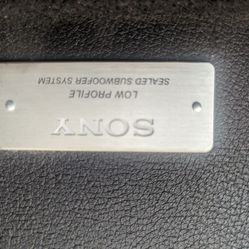 SONY
LOW PROFILE
SEALED SUBWOOFER SYSTEM